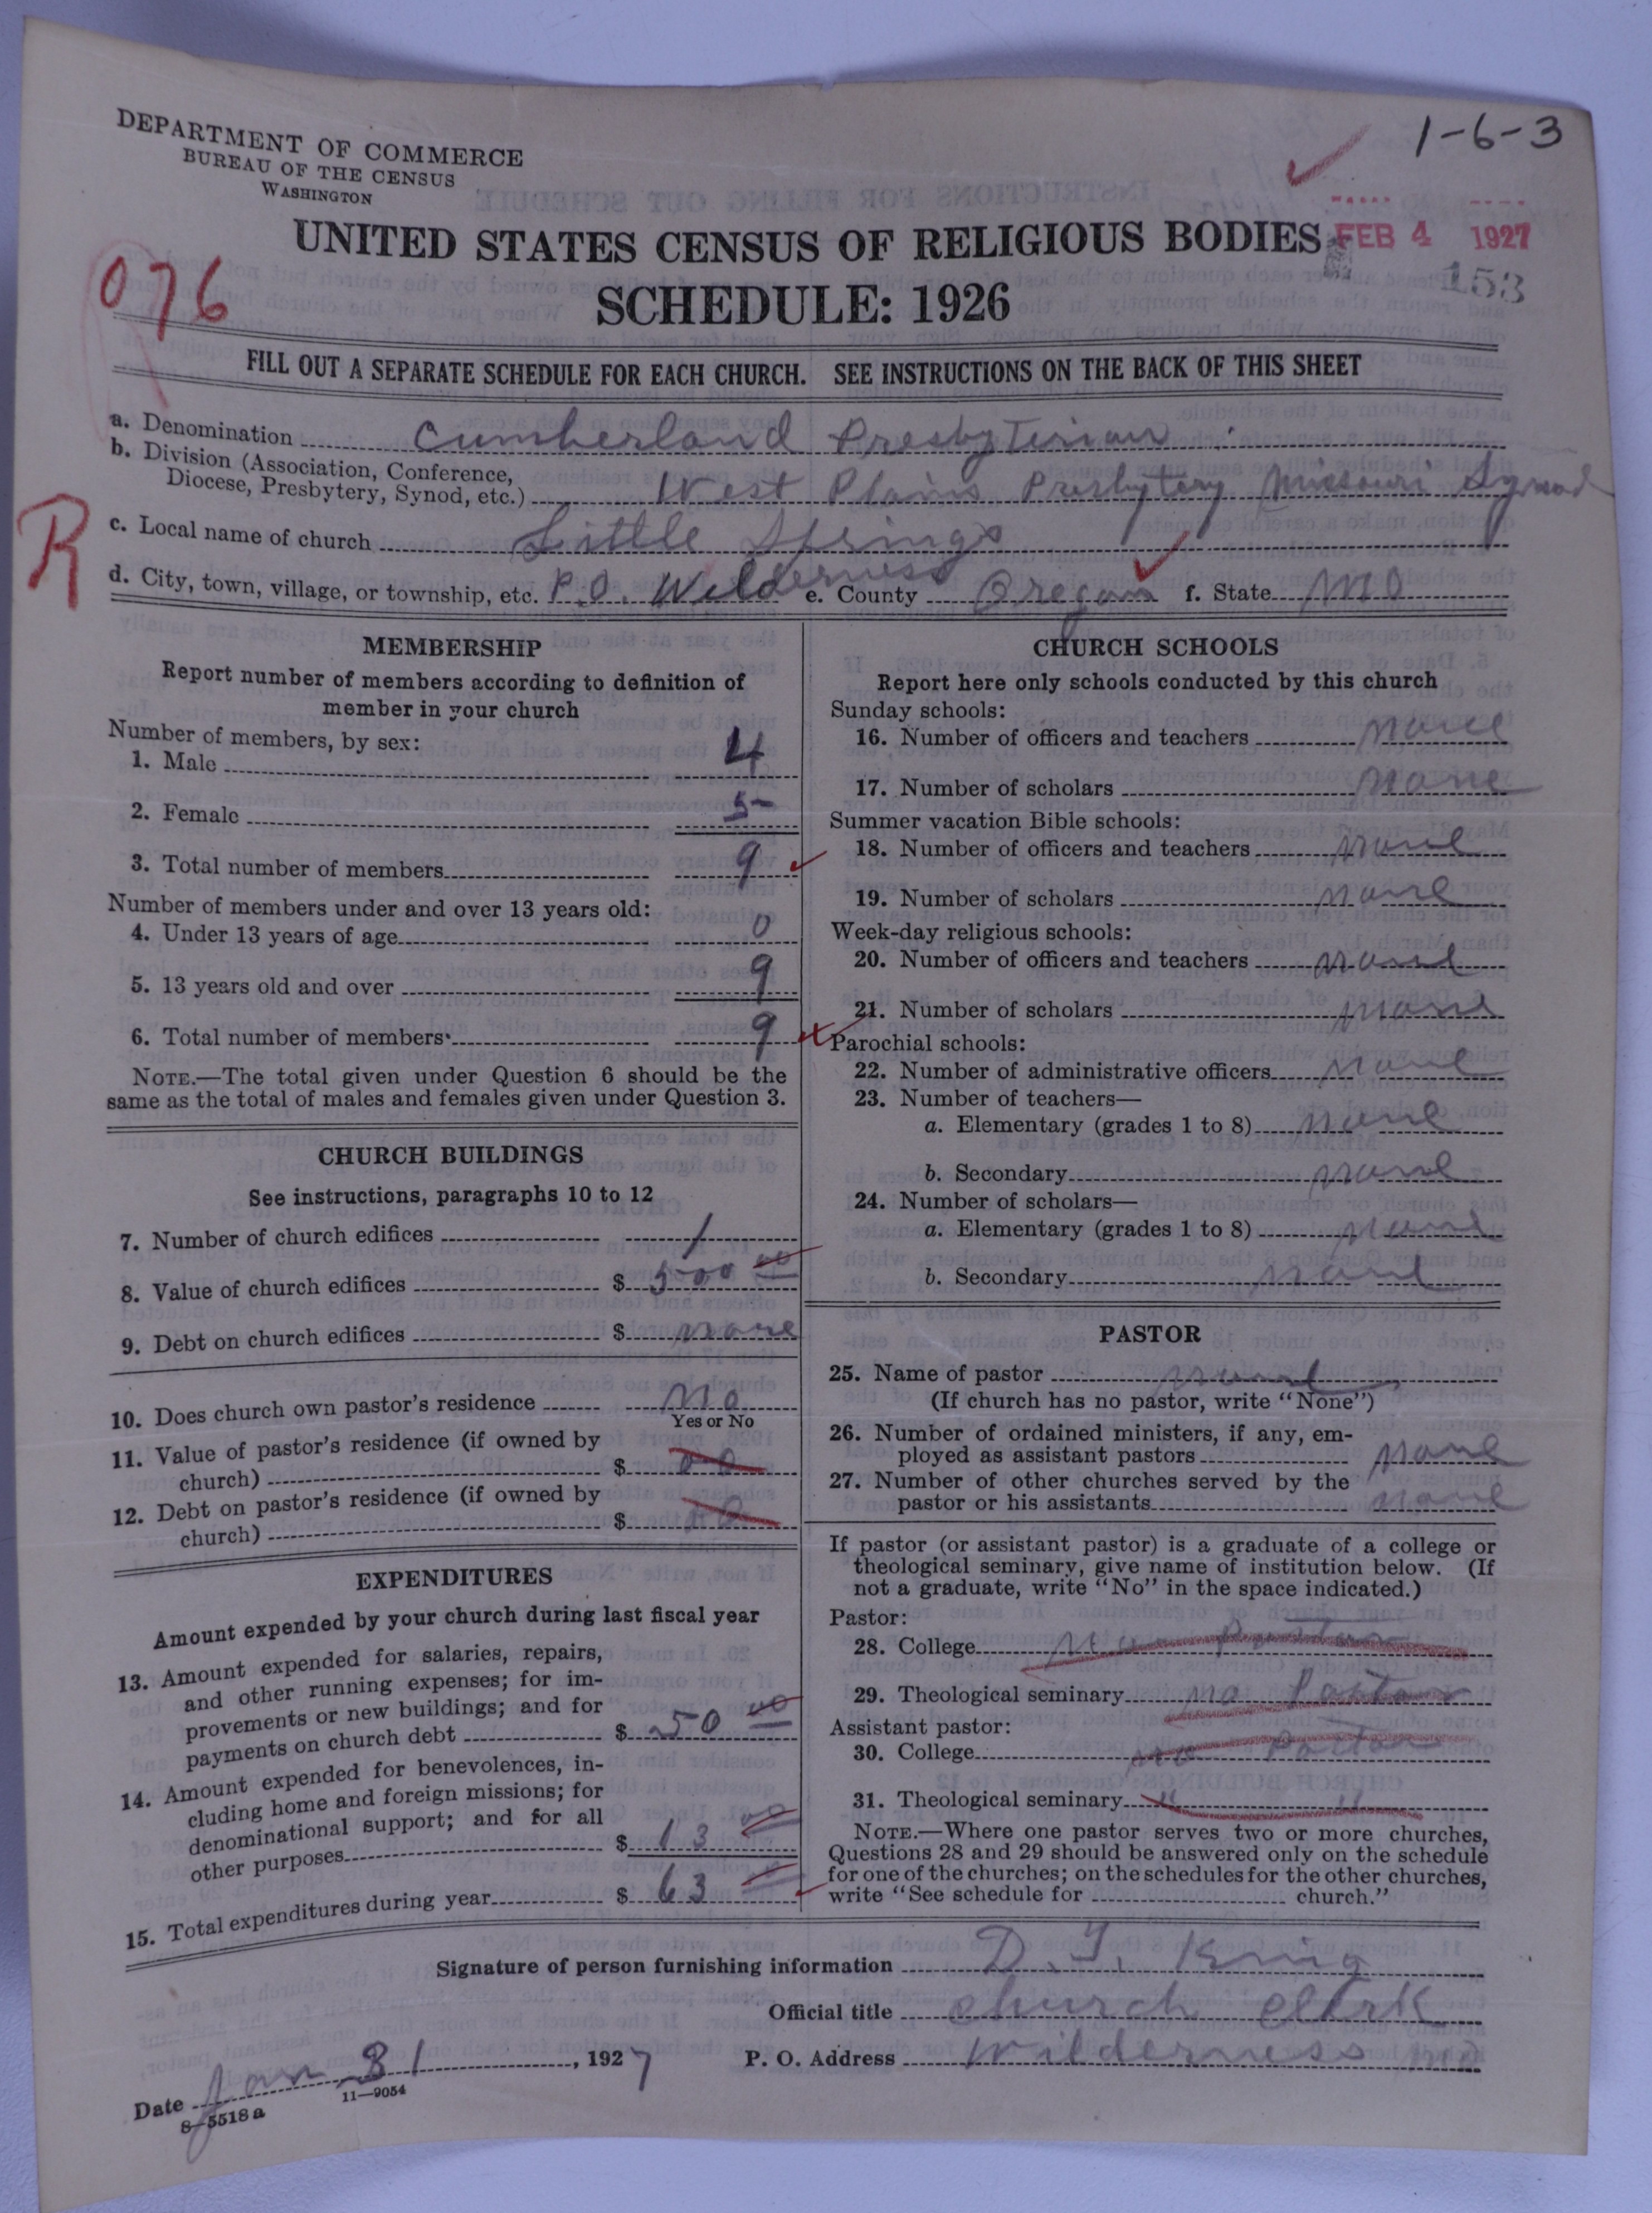 DEPARTMENT OF COMMERCE
BUREAU OF THE CENSUS
WASHINGTON
1-6-3
UNITED STATES CENSUS OF RELIGIOUS BODIES
FEB 4 1927
153
076
SCHEDULE: 1926
FILL OUT A SEPARATE SCHEDULE FOR EACH CHURCH. SEE INSTRUCTIONS ON THE BACK OF THIS SHEET
a. Denomination Cumberland Presbyterian
b. Division (Association, Conference,
Diocese, Presbytery, Synod, etc.) West Plains Presbytery Missouri Synod
R
c. Local name of church Little Springs
d. City, town, village, or township, etc. P.O. Wilderness e. County Oregon f. State Mo
MEMBERSHIP
Report number of members according to definition of
member in your church
Number of members, by sex:
1. Male 4
2. Female 5
3. Total number of members 9
Number of members under and over 13 years old:
4. Under 13 years of age 0
5. 13 years old and over 9
6. Total number of members 9
NOTE.—The total given under Question 6 should be the
same as the total of males and females given under Question 3.
CHURCH BUILDINGS
See instructions, paragraphs 10 to 12
7. Number of church edifices 1
8. Value of church edifices $ 500 00
9. Debt on church edifices $ none
10. Does church own pastor's residence No
Yes or No
11. Value of pastor's residence (if owned by
church) $ 00
12. Debt on pastor's residence (if owned by
church) $ 00
EXPENDITURES
Amount expended by your church during last fiscal year
13. Amount expended for salaries, repairs,
and other running expenses; for im-
provements or new buildings; and for
payments on church debt $ 50 00
14. Amount expended for benevolences, in-
cluding home and foreign missions; for
denominational support; and for all
other purposes $ 13 00
15. Total expenditures during year $ 63
CHURCH SCHOOLS
Report here only schools conducted by this church
Sunday schools:
16. Number of officers and teachers none
17. Number of scholars none
Summer vacation Bible schools:
18. Number of officers and teachers none
19. Number of scholars none
Week-day religious schools:
20. Number of officers and teachers none
21. Number of scholars none
Parochial schools:
22. Number of administrative officers none
23. Number of teachers—
a. Elementary (grades 1 to 8) none
b. Secondary none
24. Number of scholars—
a. Elementary (grades 1 to 8) none
b. Secondary none
PASTOR
25. Name of pastor none
(If church has no pastor, write "None")
26. Number of ordained ministers, if any, em-
ployed as assistant pastors none
27. Number of other churches served by the
pastor or his assistants none
If pastor (or assistant pastor) is a graduate of a college or
theological seminary, give name of institution below. (If
not a graduate, write "No" in the space indicated.)
Pastor:
28. College no pastor
29. Theological seminary no Pastor
Assistant pastor:
30. College no Pastor
31. Theological seminary " "
NOTE.—Where one pastor serves two or more churches,
Questions 28 and 29 should be answered only on the schedule
for one of the churches; on the schedules for the other churches,
write "See schedule for church."
Signature of person furnishing information D. T. King
Official title church clerk
Date Jan 31, 1927 P. O. Address Wilderness Mo
8-5518a 11-9054